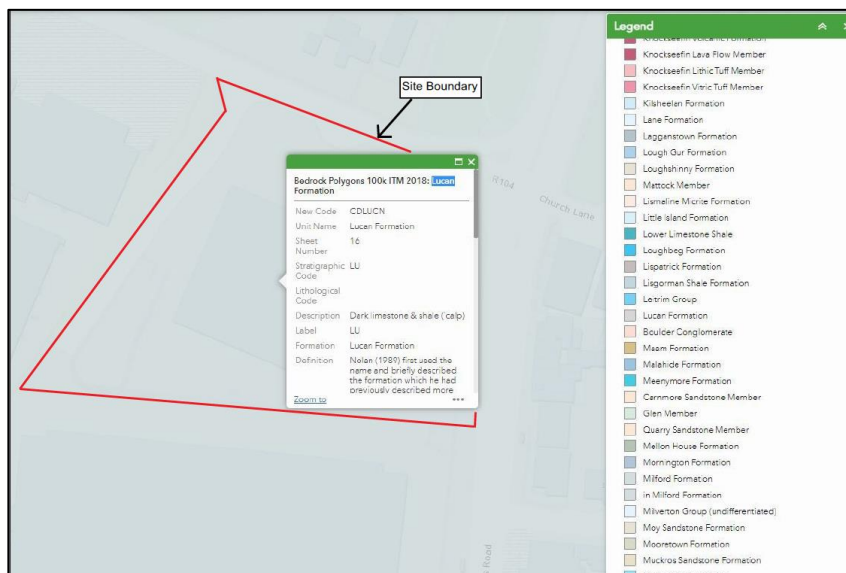 Site Boundary
R104
Church Lane
Road
Bedrock Polygons 100k ITM 2018: Lucan
Formation
New Code CDLUCN
Unit Name Lucan Formation
Sheet
Number 16
Stratigraphic LU
Code
Lithological
Code
Description Dark limestone & shale (`calp)
Label LU
Formation Lucan Formation
Definition Nolan (1989) first used the
name and briefly described
the formation which he had
previously described more
Zoom to
Legend
Knockseefin Volcanic Formation
Knockseefin Lava Flow Member
Knockseefin Lithic Tuff Member
Knockseefin Vitric Tuff Member
Kilsheelan Formation
Lane Formation
Lagganstown Formation
Lough Gur Formation
Loughshinny Formation
Mattock Member
Lismaline Micrite Formation
Little Island Formation
Lower Limestone Shale
Loughbeg Formation
Lispatrick Formation
Lisgorman Shale Formation
Leitrim Group
Lucan Formation
Boulder Conglomerate
Maam Formation
Malahide Formation
Meenymore Formation
Carnmore Sandstone Member
Glen Member
Quarry Sandstone Member
Mellon House Formation
Mornington Formation
Milford Formation
in Milford Formation
Milverton Group (undifferentiated)
Moy Sandstone Formation
Mooretown Formation
Muckros Sandstone Formation